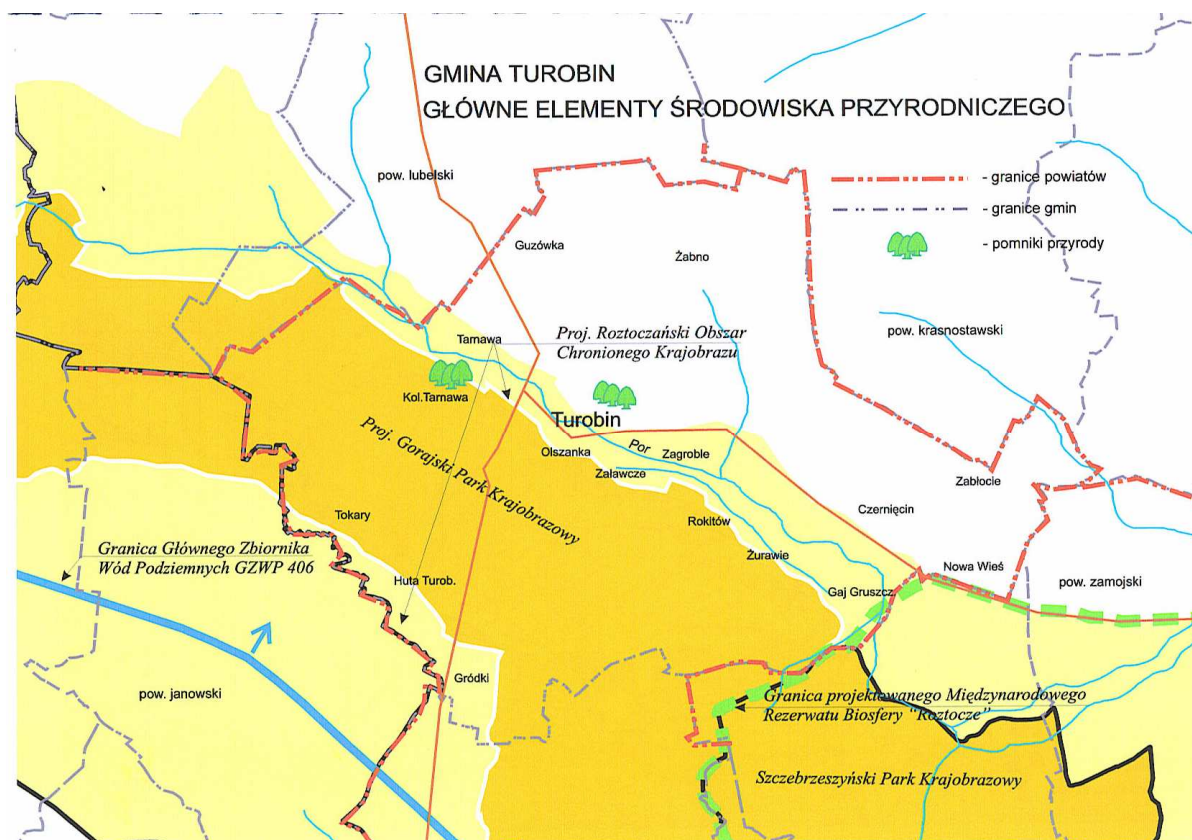 GMINA TUROBIN
GŁÓWNE ELEMENTY ŚRODOWISKA PRZYRODNICZEGO
pow. lubelski
- granice powiatów
- granice gmin
- pomniki przyrody
Guzówka
Żabno
pow. krasnostawski
Tarnawa
Proj. Roztoczański Obszar
Chronionego Krajobrazu
Kol.Tarnawa
Turobin
Proj. Gorajski Park Krajobrazowy
Olszanka
Por
Zagroble
Załawcze
Zabłocie
Czernięcin
Tokary
Rokitów
Żurawie
Granica Głównego Zbiornika
Wód Podziemnych GZWP 406
Huta Turob.
Gaj Gruszcz.
Nowa Wieś
pow. zamojski
Gródki
pow. janowski
Granica projektowanego Międzynarodowego
Rezerwatu Biosfery "Roztocze"
Szczebrzeszyński Park Krajobrazowy